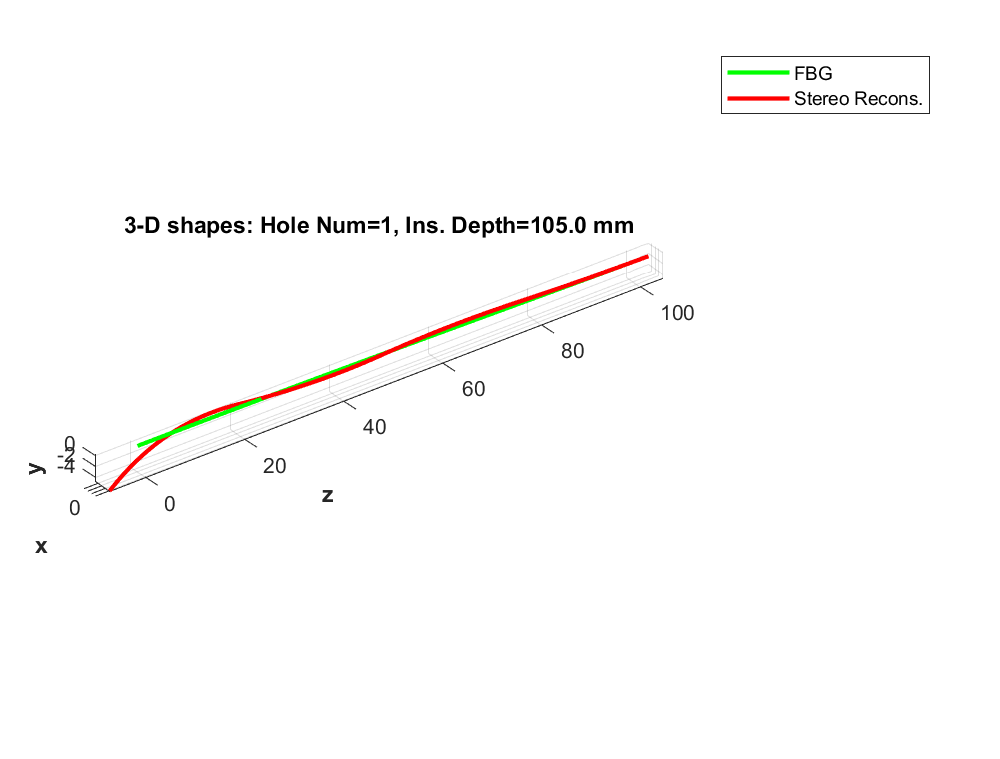 FBG
Stereo Recons.
3-D shapes: Hole Num=1, Ins. Depth=105.0 mm
100
80
60
40
20
0
z
0
-2
-4
y
0
x